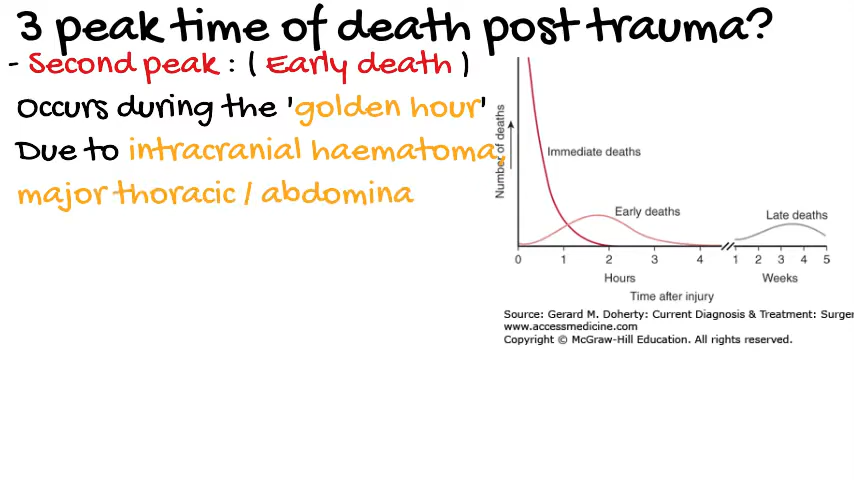 3 peak time of death post trauma?
- Second peak : ( Early death )
Occurs during the 'golden hour'
Due to intracranial haematoma,
major thoracic / abdomina
Number of deaths
Immediate deaths
Early deaths
Late deaths
0 1 2 3 4 1 2 3 4 5
Hours Weeks
Time after injury
Source: Gerard M. Doherty: Current Diagnosis & Treatment: Surger
www.accessmedicine.com
Copyright © McGraw-Hill Education. All rights reserved.